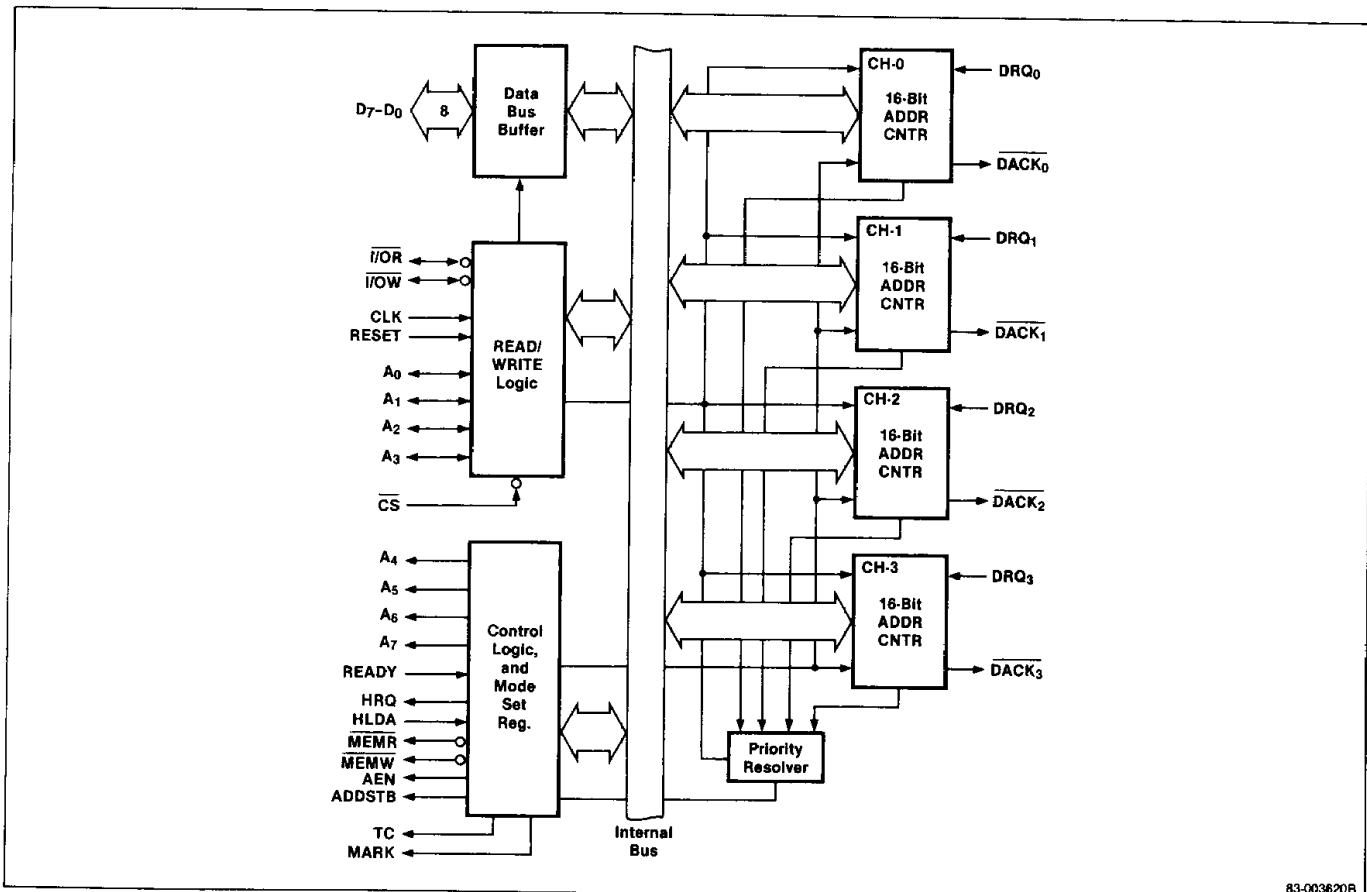 D7-D0
8
Data
Bus
Buffer
I/OR
I/OW
CLK
RESET
A0
A1
A2
A3
CS
READ/
WRITE
Logic
A4
A5
A6
A7
READY
HRQ
HLDA
MEMR
MEMW
AEN
ADDSTB
TC
MARK
Control
Logic,
and
Mode
Set
Reg.
Internal
Bus
CH-0
16-Bit
ADDR
CNTR
DRQ0
DACK0
CH-1
16-Bit
ADDR
CNTR
DRQ1
DACK1
CH-2
16-Bit
ADDR
CNTR
DRQ2
DACK2
CH-3
16-Bit
ADDR
CNTR
DRQ3
DACK3
Priority
Resolver
83-003620B